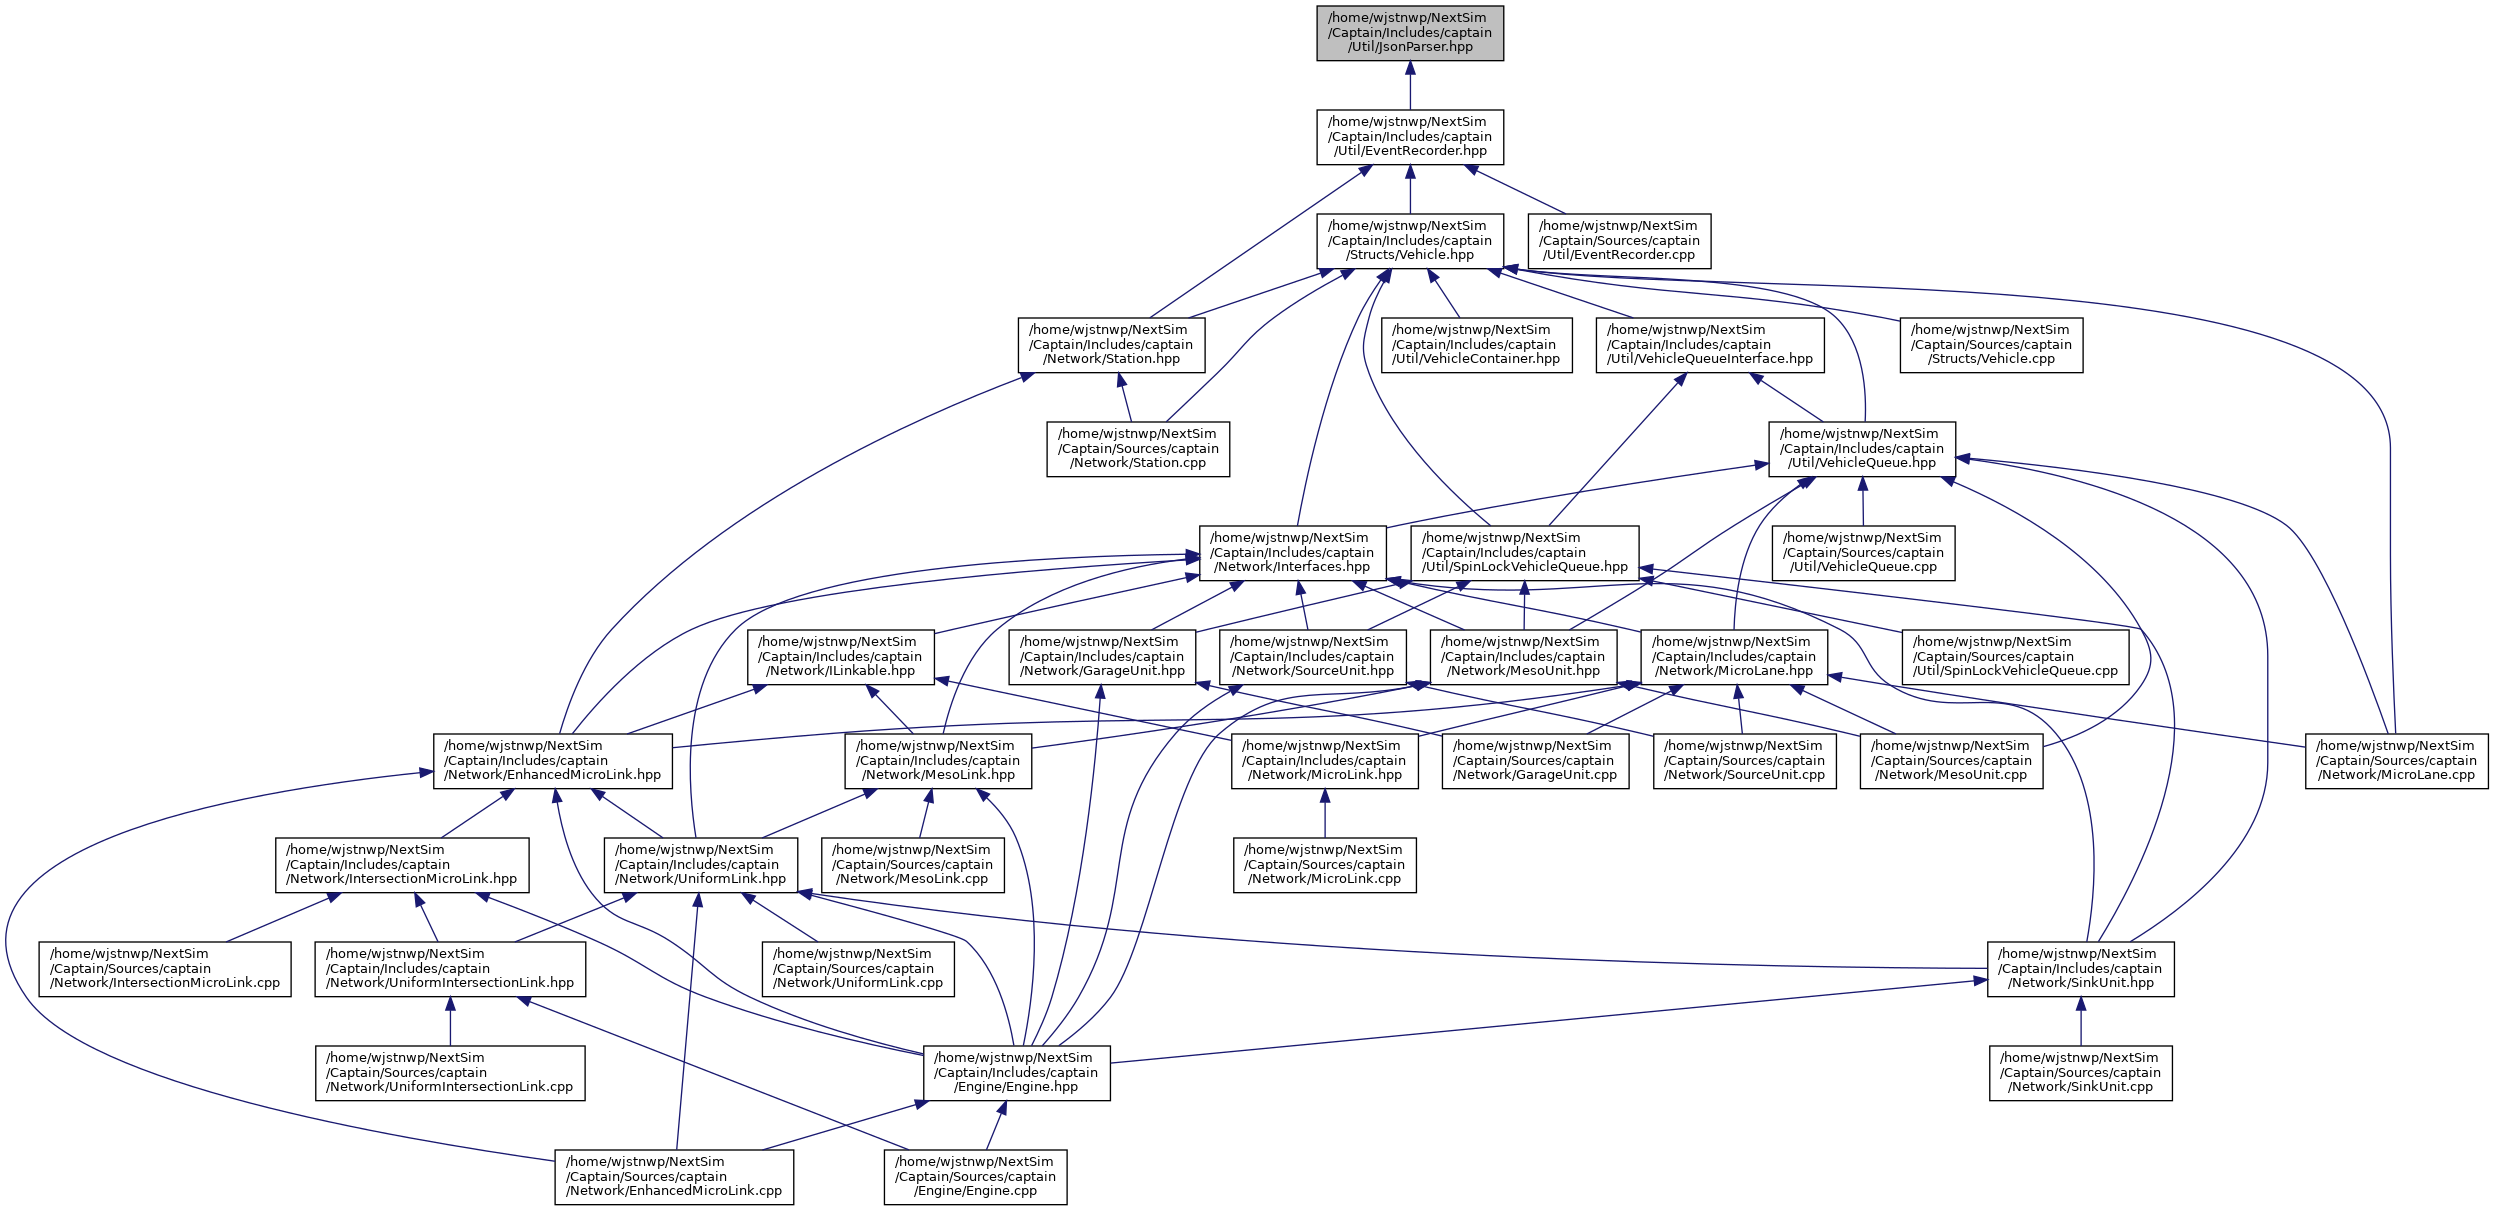 /home/wjstnwp/NextSim
/Captain/Includes/captain
/Util/JsonParser.hpp
/home/wjstnwp/NextSim
/Captain/Includes/captain
/Util/EventRecorder.hpp
/home/wjstnwp/NextSim
/Captain/Includes/captain
/Structs/Vehicle.hpp
/home/wjstnwp/NextSim
/Captain/Sources/captain
/Util/EventRecorder.cpp
/home/wjstnwp/NextSim
/Captain/Includes/captain
/Network/Station.hpp
/home/wjstnwp/NextSim
/Captain/Includes/captain
/Util/VehicleContainer.hpp
/home/wjstnwp/NextSim
/Captain/Includes/captain
/Util/VehicleQueueInterface.hpp
/home/wjstnwp/NextSim
/Captain/Sources/captain
/Structs/Vehicle.cpp
/home/wjstnwp/NextSim
/Captain/Sources/captain
/Network/Station.cpp
/home/wjstnwp/NextSim
/Captain/Includes/captain
/Util/VehicleQueue.hpp
/home/wjstnwp/NextSim
/Captain/Includes/captain
/Network/Interfaces.hpp
/home/wjstnwp/NextSim
/Captain/Includes/captain
/Util/SpinLockVehicleQueue.hpp
/home/wjstnwp/NextSim
/Captain/Sources/captain
/Util/VehicleQueue.cpp
/home/wjstnwp/NextSim
/Captain/Includes/captain
/Network/ILinkable.hpp
/home/wjstnwp/NextSim
/Captain/Includes/captain
/Network/GarageUnit.hpp
/home/wjstnwp/NextSim
/Captain/Includes/captain
/Network/SourceUnit.hpp
/home/wjstnwp/NextSim
/Captain/Includes/captain
/Network/MesoUnit.hpp
/home/wjstnwp/NextSim
/Captain/Includes/captain
/Network/MicroLane.hpp
/home/wjstnwp/NextSim
/Captain/Sources/captain
/Util/SpinLockVehicleQueue.cpp
/home/wjstnwp/NextSim
/Captain/Includes/captain
/Network/EnhancedMicroLink.hpp
/home/wjstnwp/NextSim
/Captain/Includes/captain
/Network/MesoLink.hpp
/home/wjstnwp/NextSim
/Captain/Includes/captain
/Network/MicroLink.hpp
/home/wjstnwp/NextSim
/Captain/Sources/captain
/Network/GarageUnit.cpp
/home/wjstnwp/NextSim
/Captain/Sources/captain
/Network/SourceUnit.cpp
/home/wjstnwp/NextSim
/Captain/Sources/captain
/Network/MesoUnit.cpp
/home/wjstnwp/NextSim
/Captain/Sources/captain
/Network/MicroLane.cpp
/home/wjstnwp/NextSim
/Captain/Includes/captain
/Network/IntersectionMicroLink.hpp
/home/wjstnwp/NextSim
/Captain/Includes/captain
/Network/UniformLink.hpp
/home/wjstnwp/NextSim
/Captain/Sources/captain
/Network/MesoLink.cpp
/home/wjstnwp/NextSim
/Captain/Sources/captain
/Network/MicroLink.cpp
/home/wjstnwp/NextSim
/Captain/Sources/captain
/Network/IntersectionMicroLink.cpp
/home/wjstnwp/NextSim
/Captain/Includes/captain
/Network/UniformIntersectionLink.hpp
/home/wjstnwp/NextSim
/Captain/Sources/captain
/Network/UniformLink.cpp
/home/wjstnwp/NextSim
/Captain/Includes/captain
/Network/SinkUnit.hpp
/home/wjstnwp/NextSim
/Captain/Sources/captain
/Network/UniformIntersectionLink.cpp
/home/wjstnwp/NextSim
/Captain/Includes/captain
/Engine/Engine.hpp
/home/wjstnwp/NextSim
/Captain/Sources/captain
/Network/SinkUnit.cpp
/home/wjstnwp/NextSim
/Captain/Sources/captain
/Network/EnhancedMicroLink.cpp
/home/wjstnwp/NextSim
/Captain/Sources/captain
/Engine/Engine.cpp